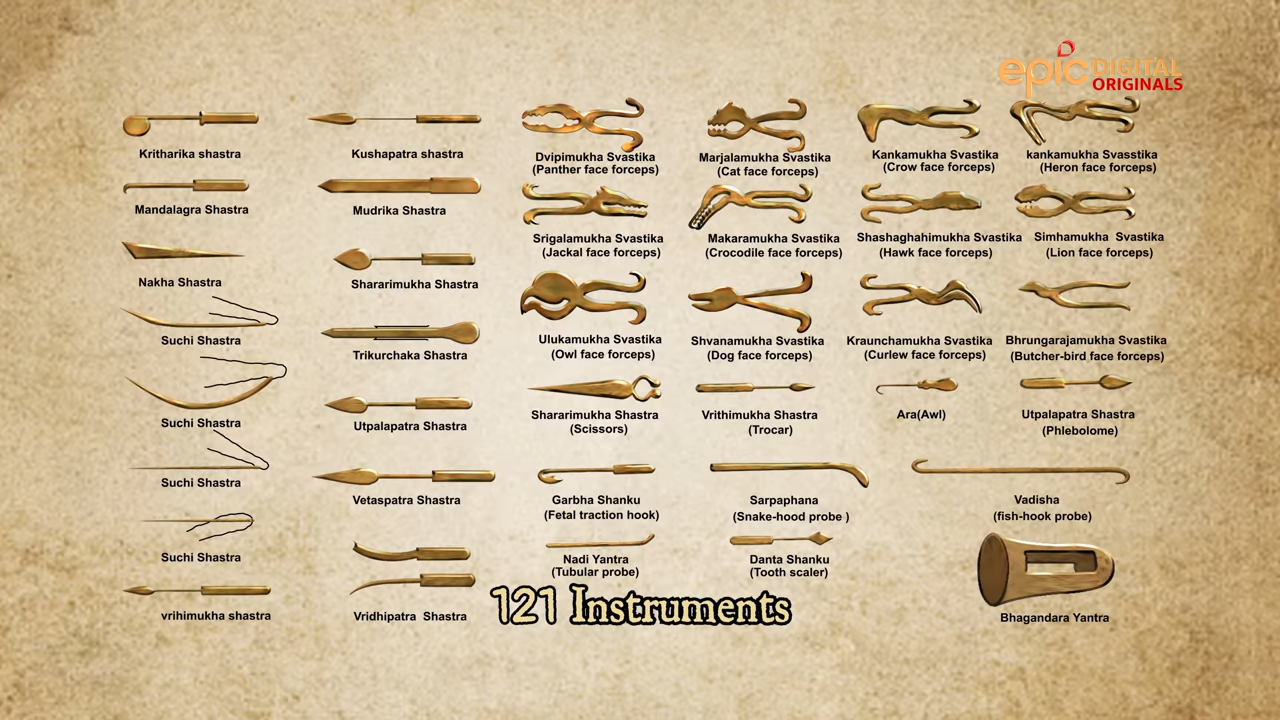 epic DIGITAL
ORIGINALS
Kritharika shastra
Kushapatra shastra
Dvipimukha Svastika
(Panther face forceps)
Marjalamukha Svastika
(Cat face forceps)
Kankamukha Svastika
(Crow face forceps)
kankamukha Svasstika
(Heron face forceps)
Mandalagra Shastra
Mudrika Shastra
Srigalamukha Svastika
(Jackal face forceps)
Makaramukha Svastika
(Crocodile face forceps)
Shashaghahimukha Svastika
(Hawk face forceps)
Simhamukha Svastika
(Lion face forceps)
Nakha Shastra
Shararimukha Shastra
Suchi Shastra
Trikurchaka Shastra
Ulukamukha Svastika
(Owl face forceps)
Shvanamukha Svastika
(Dog face forceps)
Kraunchamukha Svastika
(Curlew face forceps)
Bhrungarajamukha Svastika
(Butcher-bird face forceps)
Suchi Shastra
Utpalapatra Shastra
Shararimukha Shastra
(Scissors)
Vrithimukha Shastra
(Trocar)
Ara(Awl)
Utpalapatra Shastra
(Phlebolome)
Suchi Shastra
Vetaspatra Shastra
Garbha Shanku
(Fetal traction hook)
Sarpaphana
(Snake-hood probe )
Vadisha
(fish-hook probe)
Suchi Shastra
Nadi Yantra
(Tubular probe)
Danta Shanku
(Tooth scaler)
vrihimukha shastra
Vridhipatra Shastra
121 Instruments
Bhagandara Yantra